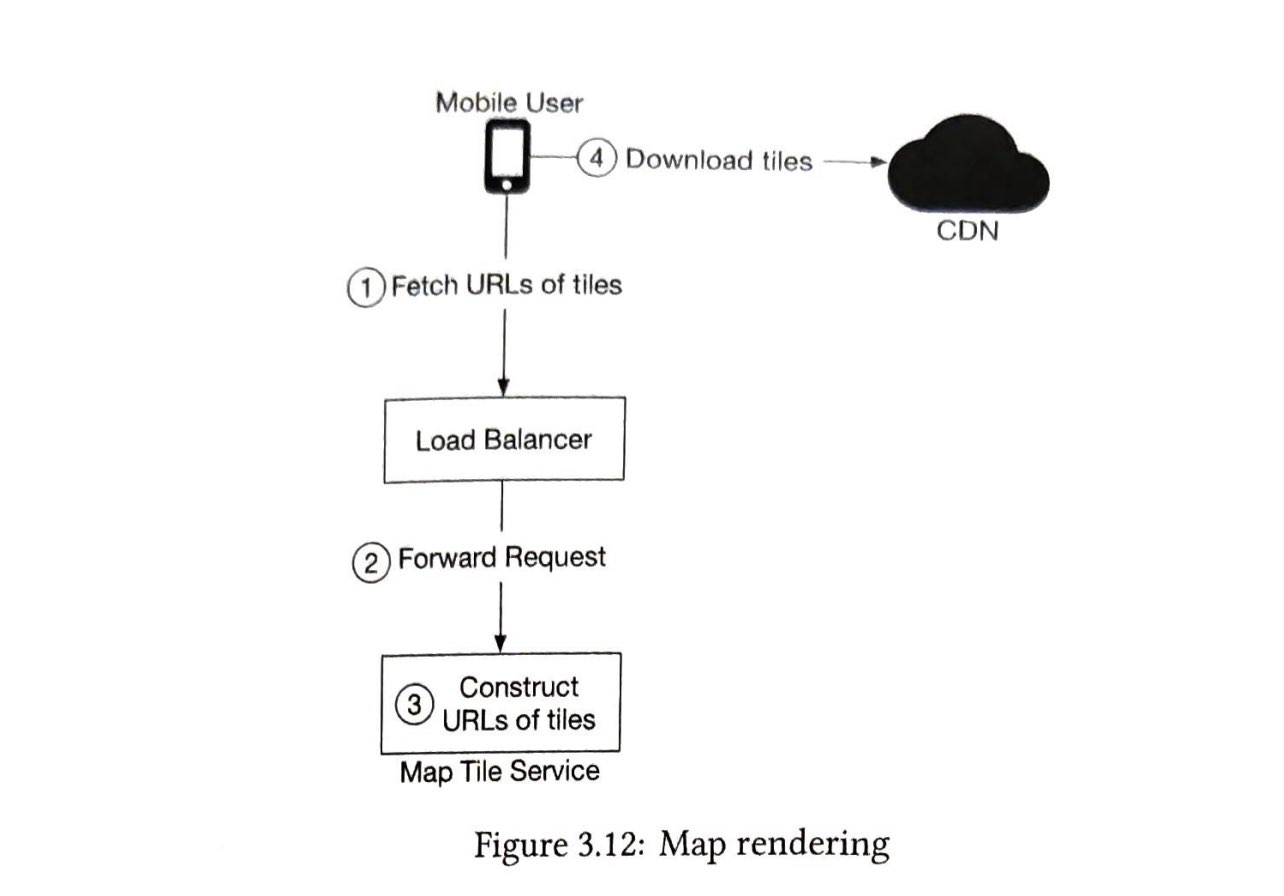 Mobile User
4 Download tiles
CDN
1 Fetch URLs of tiles
Load Balancer
2 Forward Request
3 Construct
URLs of tiles
Map Tile Service
Figure 3.12: Map rendering